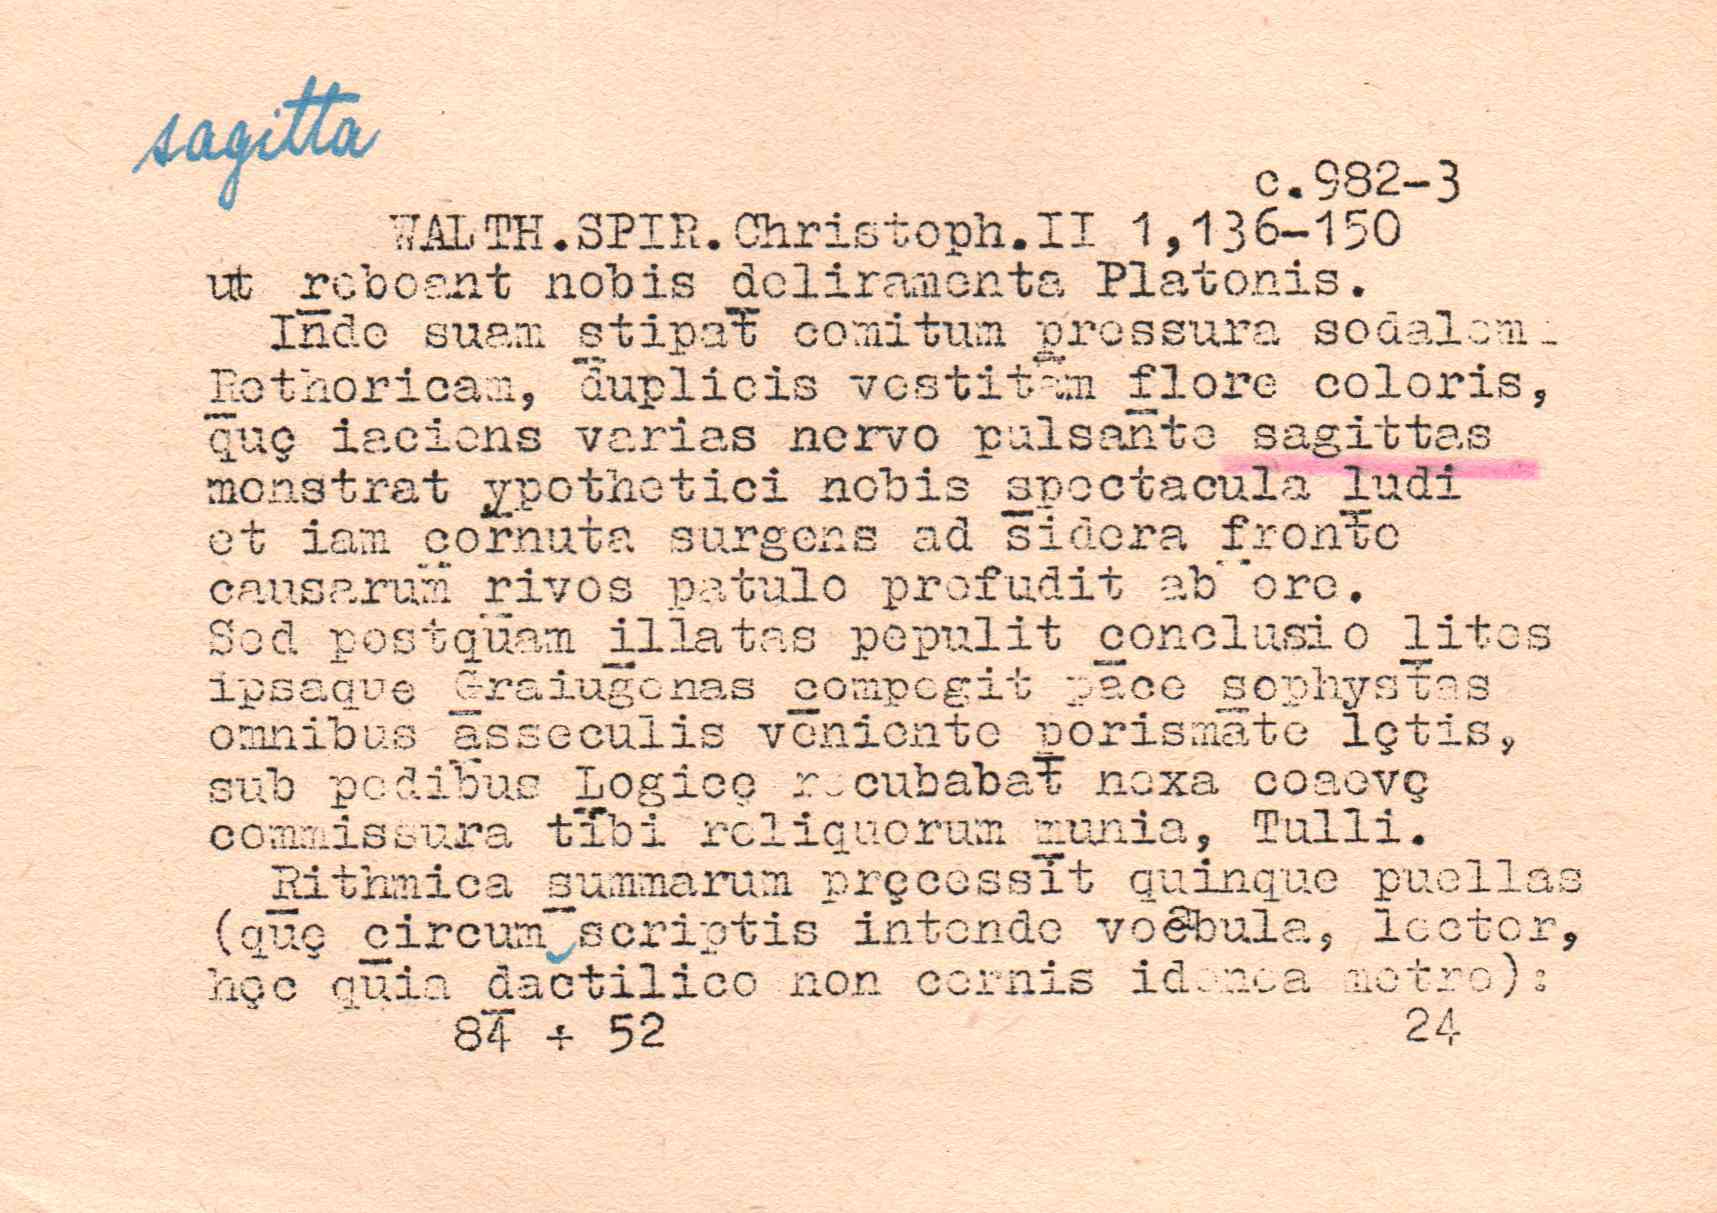 sagitta
c.982-3
WALTH.SPIR.Christoph.II 1,136-150
ut reboant nobis deliramenta Platonis.
Inde suam stipat comitum pressura sodalem
Rethoricam, duplicis vestitam flore coloris,
quę iaciens varias nervo pulsante sagittas
monstrat ypothetici nobis spectacula ludi
et iam cornuta surgens ad sidera fronte
causarum rivos patulo profudit ab ore.
Sed postquam illatas pepulit conclusio lites
ipsaque Graiugenas compegit pace sophystas
omnibus asseculis veniente porismate lętis,
sub pedibus Logicę recubabat nexa coaevę
commissura tibi reliquorum munia, Tulli.
Rithmica summarum pręcessit quinque puellas
(quę circum scriptis intende vocabula, lector,
hęc quia dactilico non cernis idonea metro):
84 + 52 24